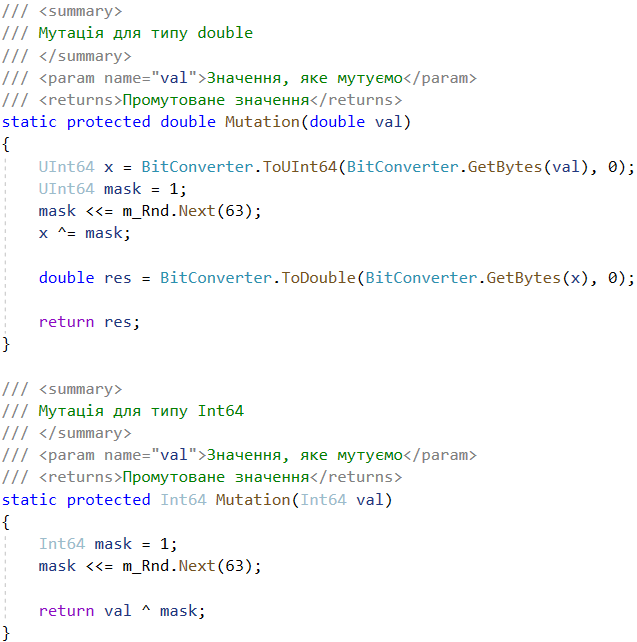 /// <summary>
/// Мутація для типу double
/// </summary>
/// <param name="val">Значення, яке мутуємо</param>
/// <returns>Промутоване значення</returns>
static protected double Mutation(double val)
{
    UInt64 x = BitConverter.ToUInt64(BitConverter.GetBytes(val), 0);
    UInt64 mask = 1;
    mask <<= m_Rnd.Next(63);
    x ^= mask;

    double res = BitConverter.ToDouble(BitConverter.GetBytes(x), 0);

    return res;
}

/// <summary>
/// Мутація для типу Int64
/// </summary>
/// <param name="val">Значення, яке мутуємо</param>
/// <returns>Промутоване значення</returns>
static protected Int64 Mutation(Int64 val)
{
    Int64 mask = 1;
    mask <<= m_Rnd.Next(63);

    return val ^ mask;
}